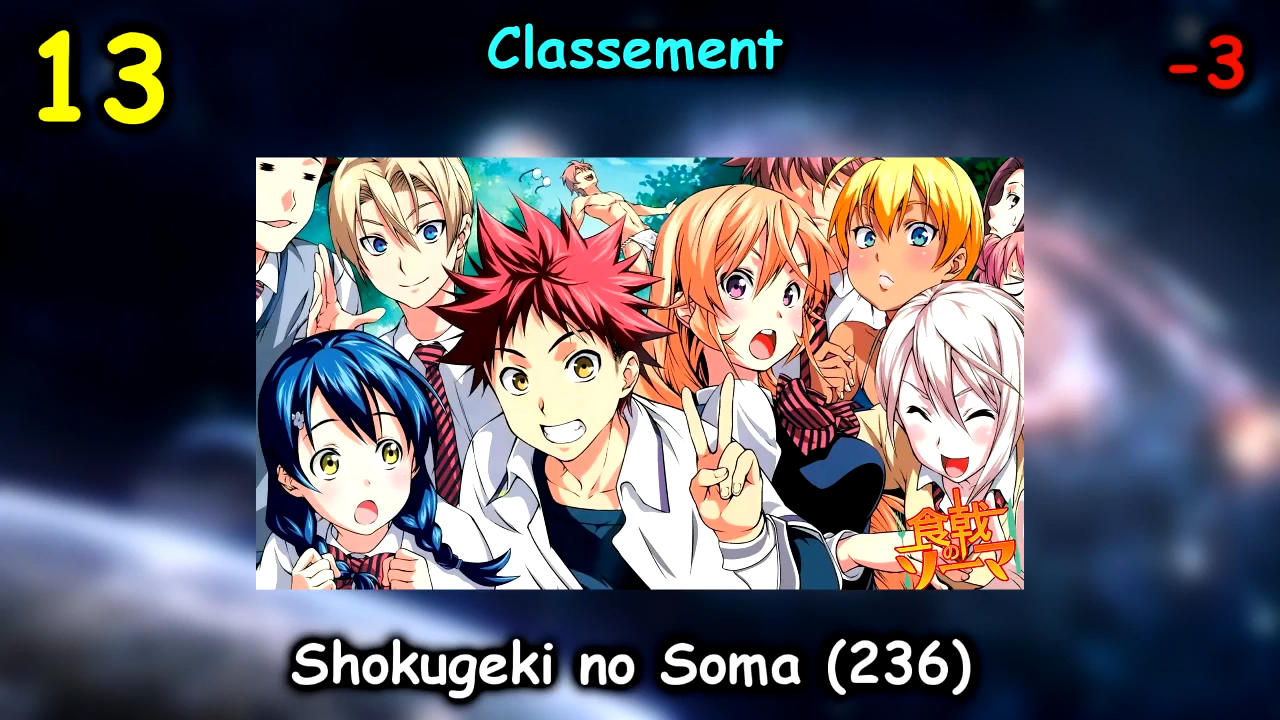 13
Classement
-3
食戟の
ソーマ
Shokugeki no Soma (236)